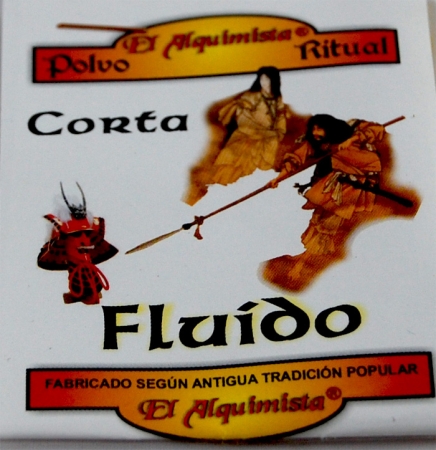 El Alquimista®
Polvo Ritual
Corta
Fluído
FABRICADO SEGÚN ANTIGUA TRADICIÓN POPULAR
El Alquimista®